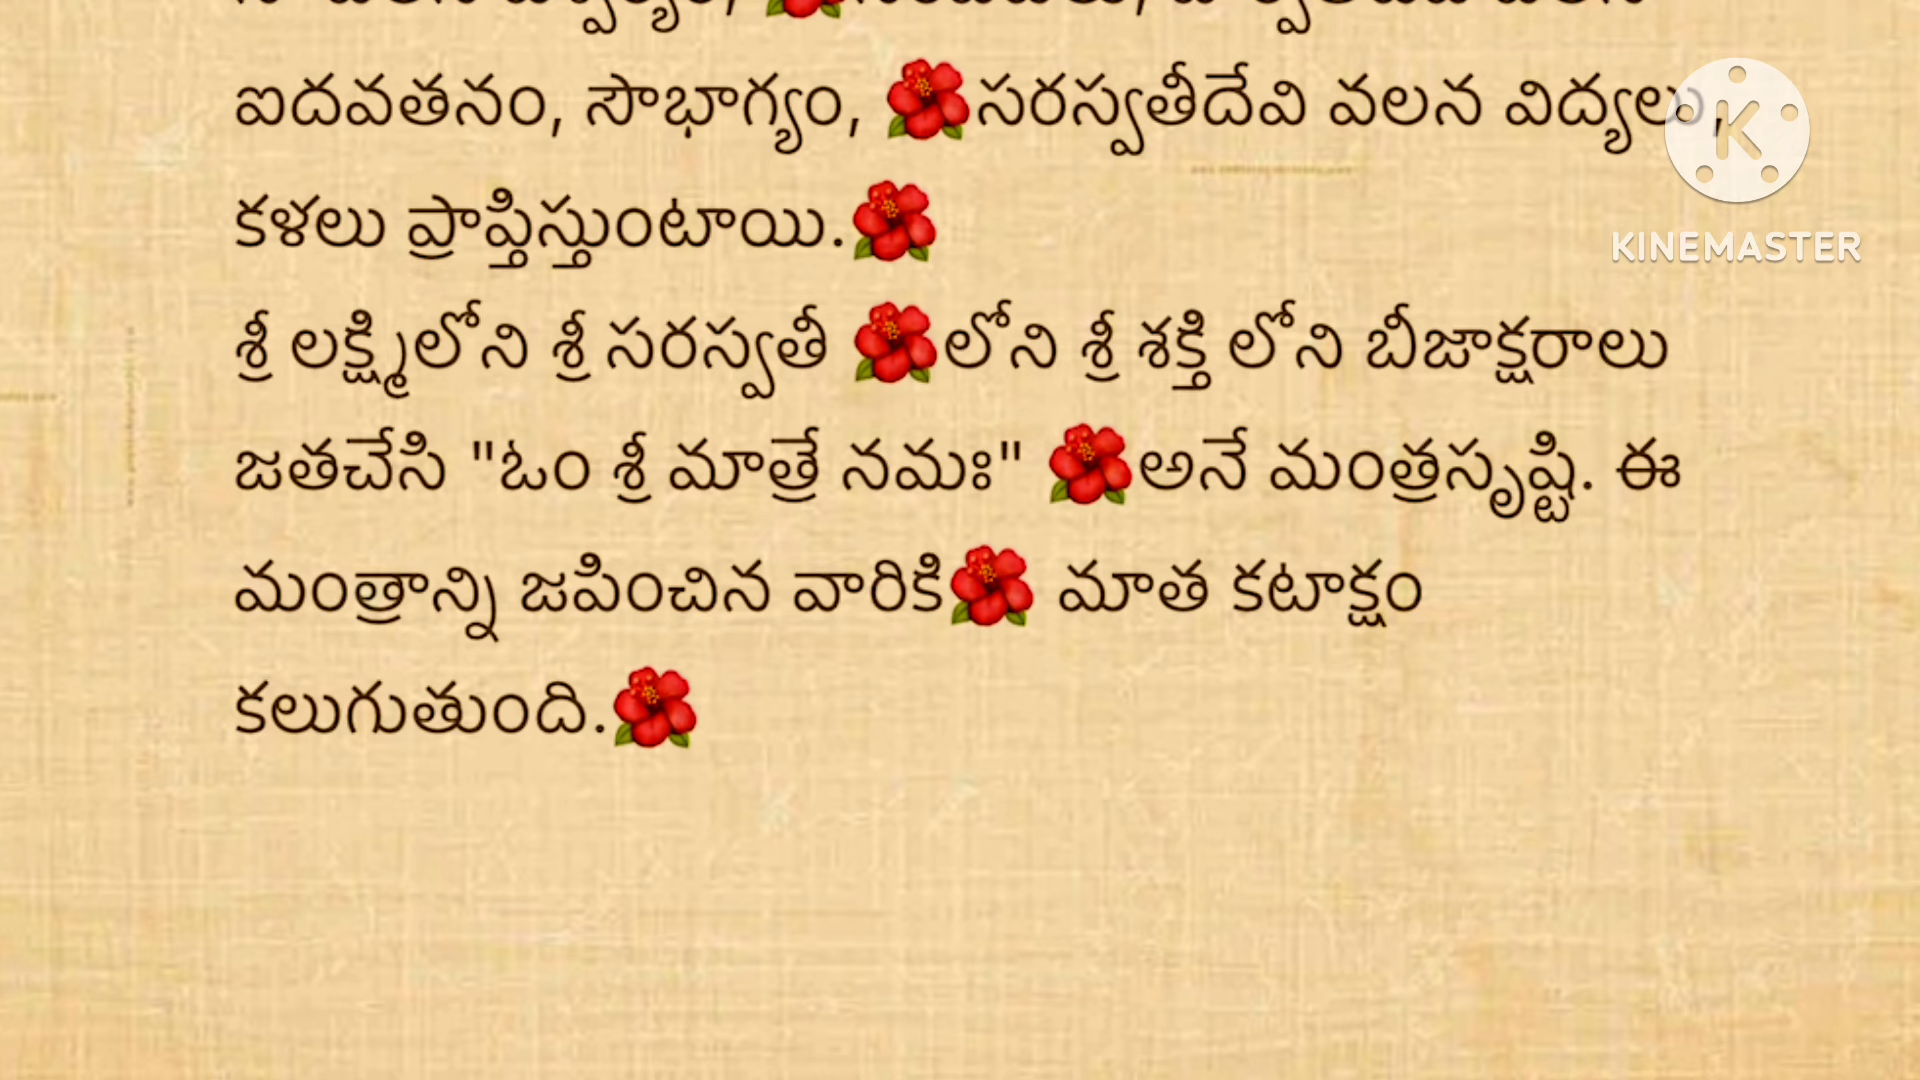 ఐదవతనం, సౌభాగ్యం, 🌺సరస్వతీదేవి వలన విద్యలు,
కళలు ప్రాప్తిస్తుంటాయి.🌺
శ్రీ లక్ష్మిలోని శ్రీ సరస్వతీ 🌺లోని శ్రీ శక్తి లోని బీజాక్షరాలు
జతచేసి "ఓం శ్రీ మాత్రే నమః" 🌺అనే మంత్రసృష్టి. ఈ
మంత్రాన్ని జపించిన వారికి🌺 మాత కటాక్షం
కలుగుతుంది.🌺
K
KINEMASTER